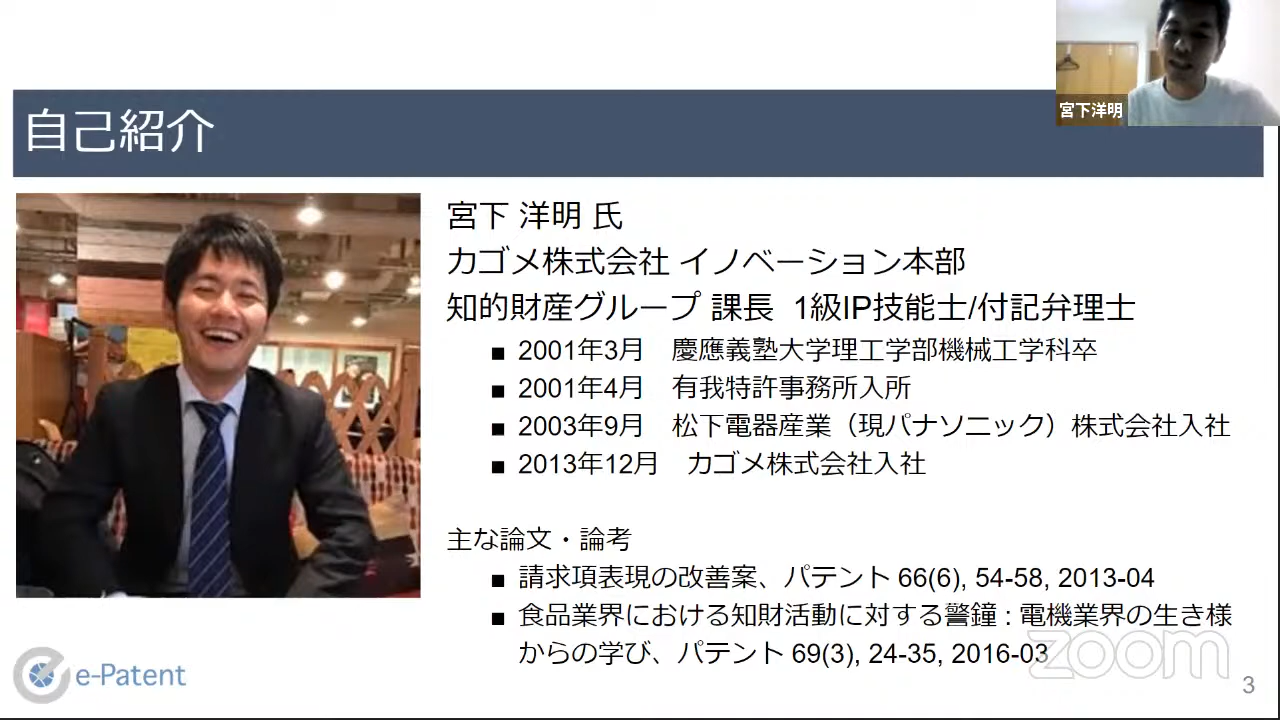 宮下洋明
自己紹介
宮下 洋明 氏
カゴメ株式会社 イノベーション本部
知的財産グループ 課長 1級IP技能士/付記弁理士
■ 2001年3月 慶應義塾大学理工学部機械工学科卒
■ 2001年4月 有我特許事務所入所
■ 2003年9月 松下電器産業（現パナソニック）株式会社入社
■ 2013年12月 カゴメ株式会社入社
主な論文・論考
■ 請求項表現の改善案、パテント 66(6), 54-58, 2013-04
■ 食品業界における知財活動に対する警鐘 : 電機業界の生き様
からの学び、パテント 69(3), 24-35, 2016-03
zoom
e-Patent
3